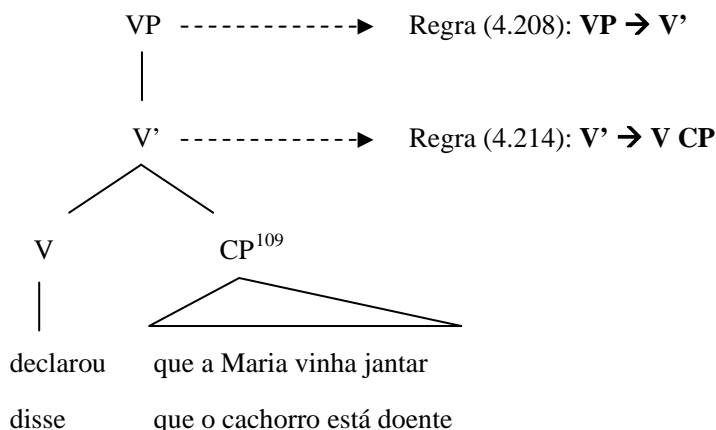 VP Regra (4.208): VP → V’
V’ Regra (4.214): V’ → V CP
V CP109
declarou que a Maria vinha jantar
disse que o cachorro está doente